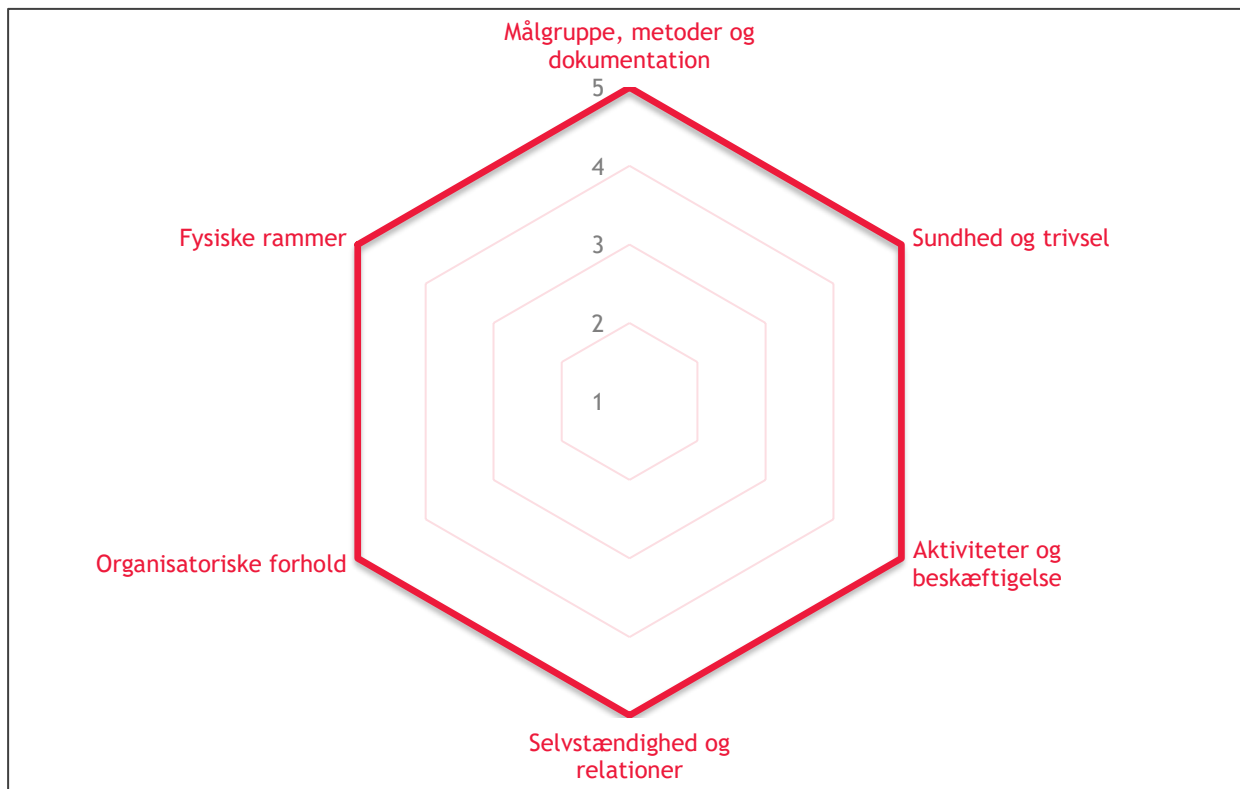 Målgruppe, metoder og
dokumentation
5
4
Fysiske rammer
3
Sundhed og trivsel
2
1
Organisatoriske forhold
Aktiviteter og
beskæftigelse
Selvstændighed og
relationer